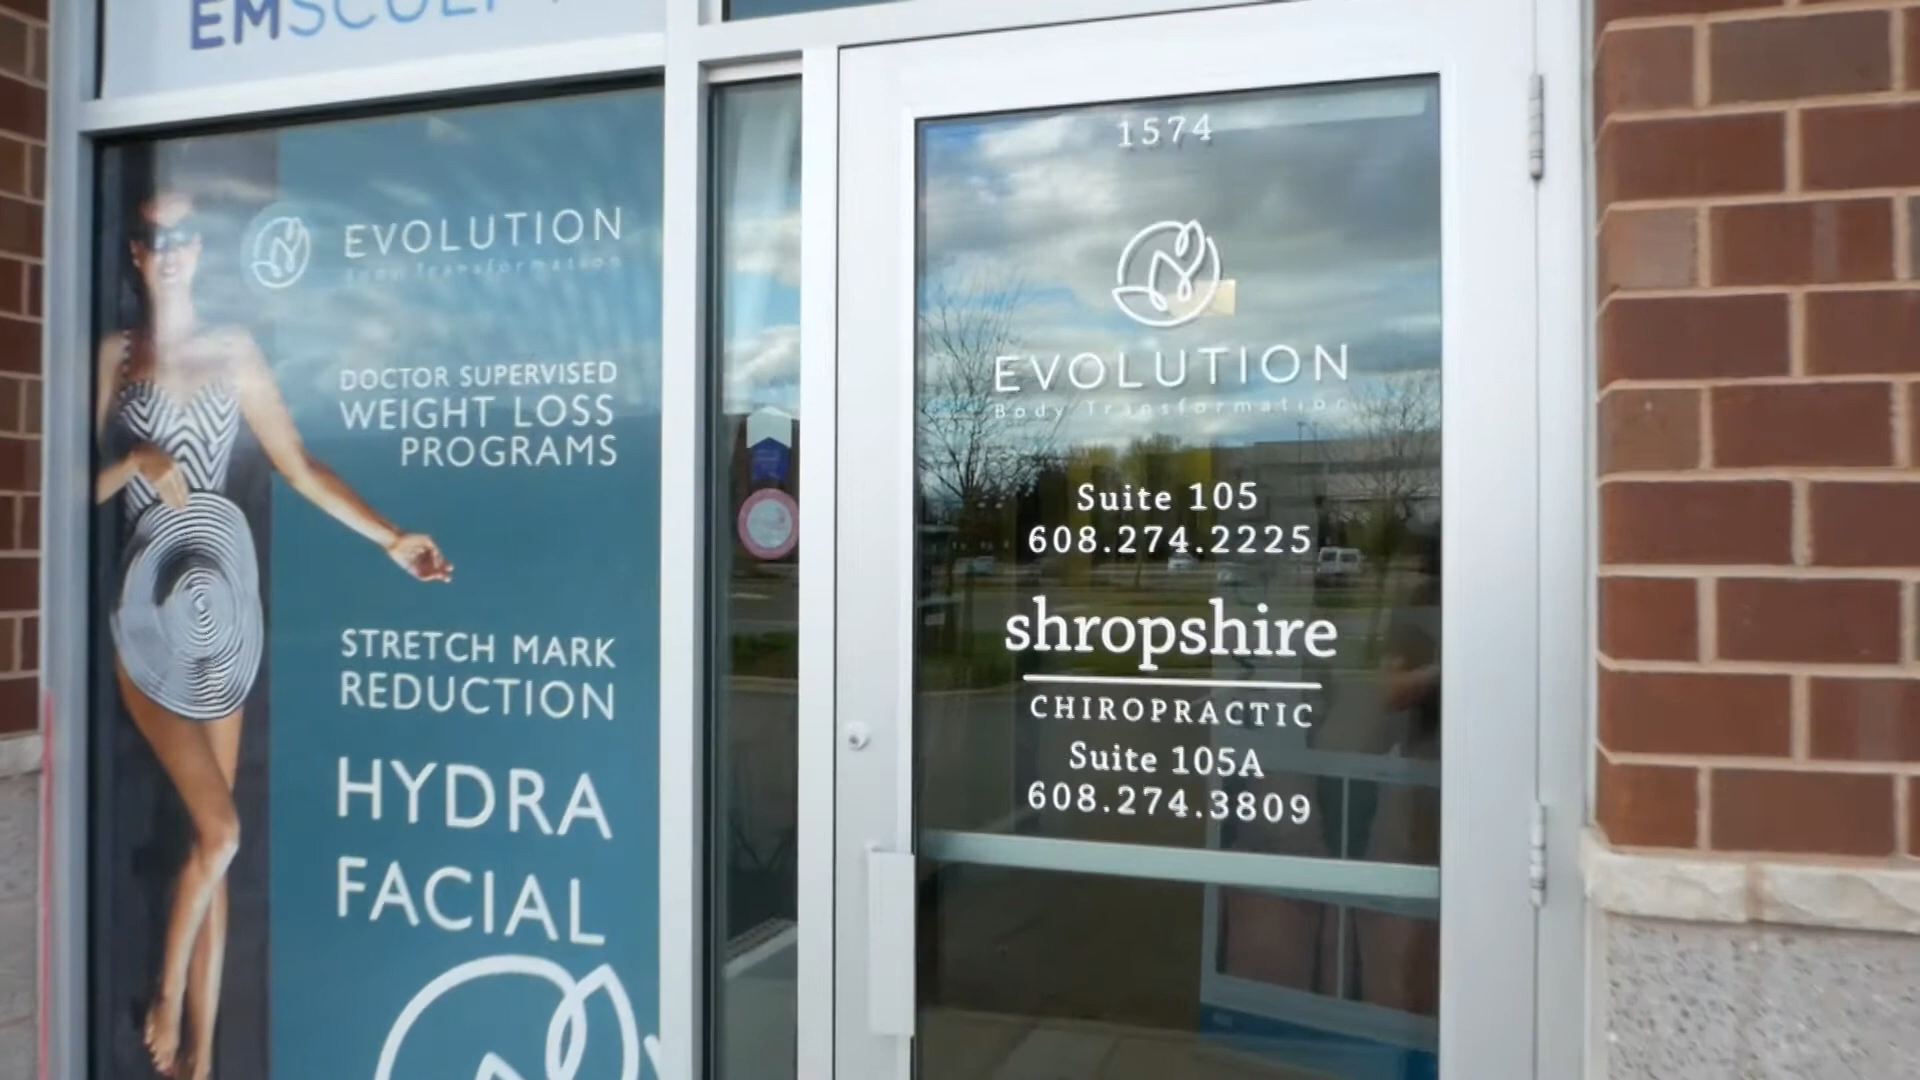 EMSCULPT
EVOLUTION
Body Transformation
DOCTOR SUPERVISED
WEIGHT LOSS
PROGRAMS
STRETCH MARK
REDUCTION
HYDRA
FACIAL
1574
EVOLUTION
Body Transformation
Suite 105
608.274.2225
shropshire
CHIROPRACTIC
Suite 105A
608.274.3809